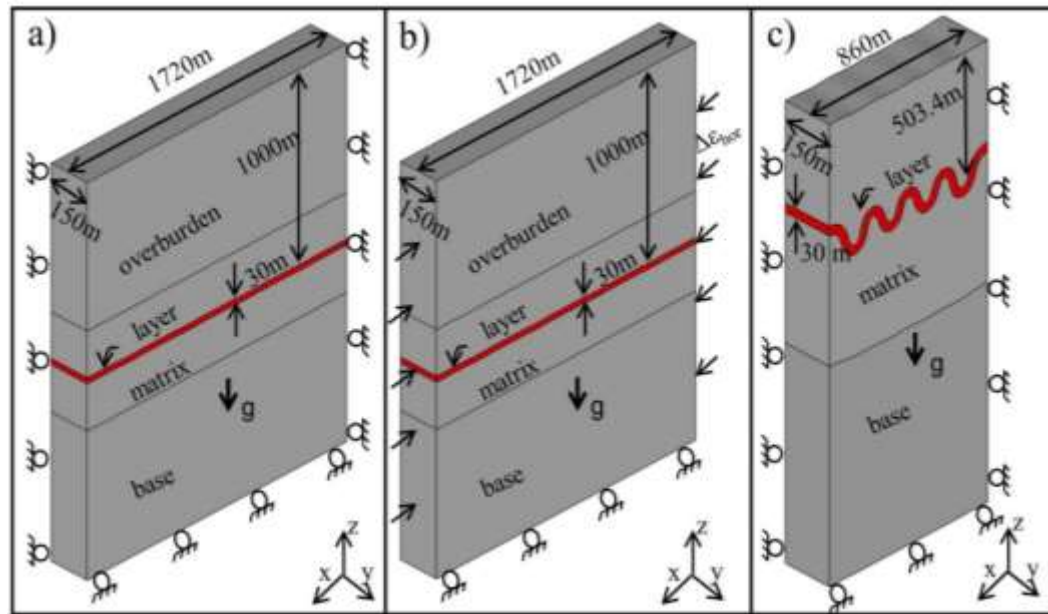 a)
1720m
1000m
150m
overburden
30m
layer
matrix
g
base
z
x
y
b)
1720m
Δεhor
1000m
150m
overburden
30m
layer
matrix
g
base
z
x
y
c)
860m
503.4m
150m
layer
30 m
matrix
g
base
z
x
y